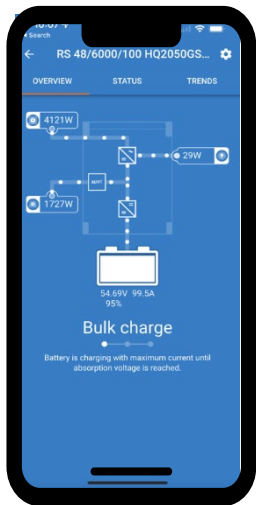 Search
RS 48/6000/100 HQ2050GS...
OVERVIEW
STATUS
TRENDS
4121W
29W
MPPT
1727W
54.69V 99.5A
95%
Bulk charge
Battery is charging with maximum current until
absorption voltage is reached.